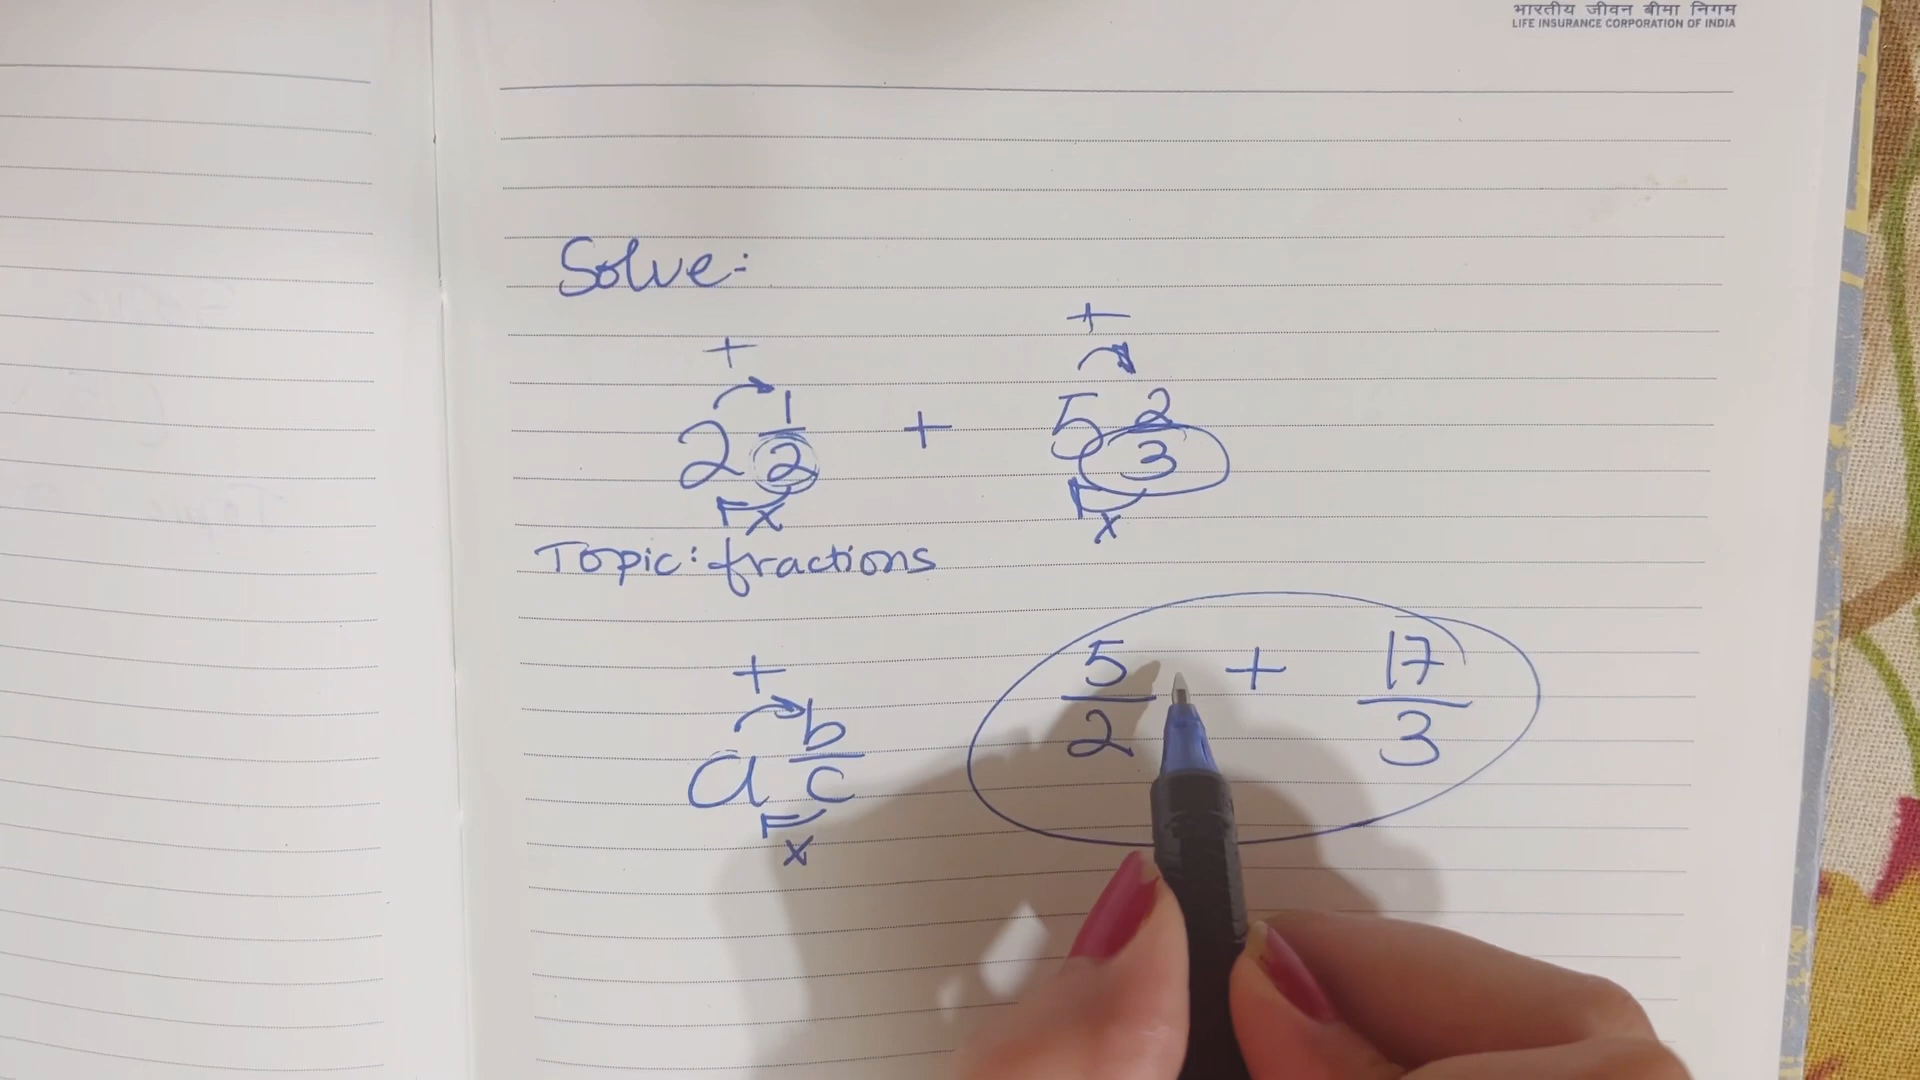 भारतीय जीवन बीमा निगम
LIFE INSURANCE CORPORATION OF INDIA
Solve:
+ +
2 1/2 + 5 2/3
x x
Topic: fractions
+
a b/c
x
5/2 + 17/3